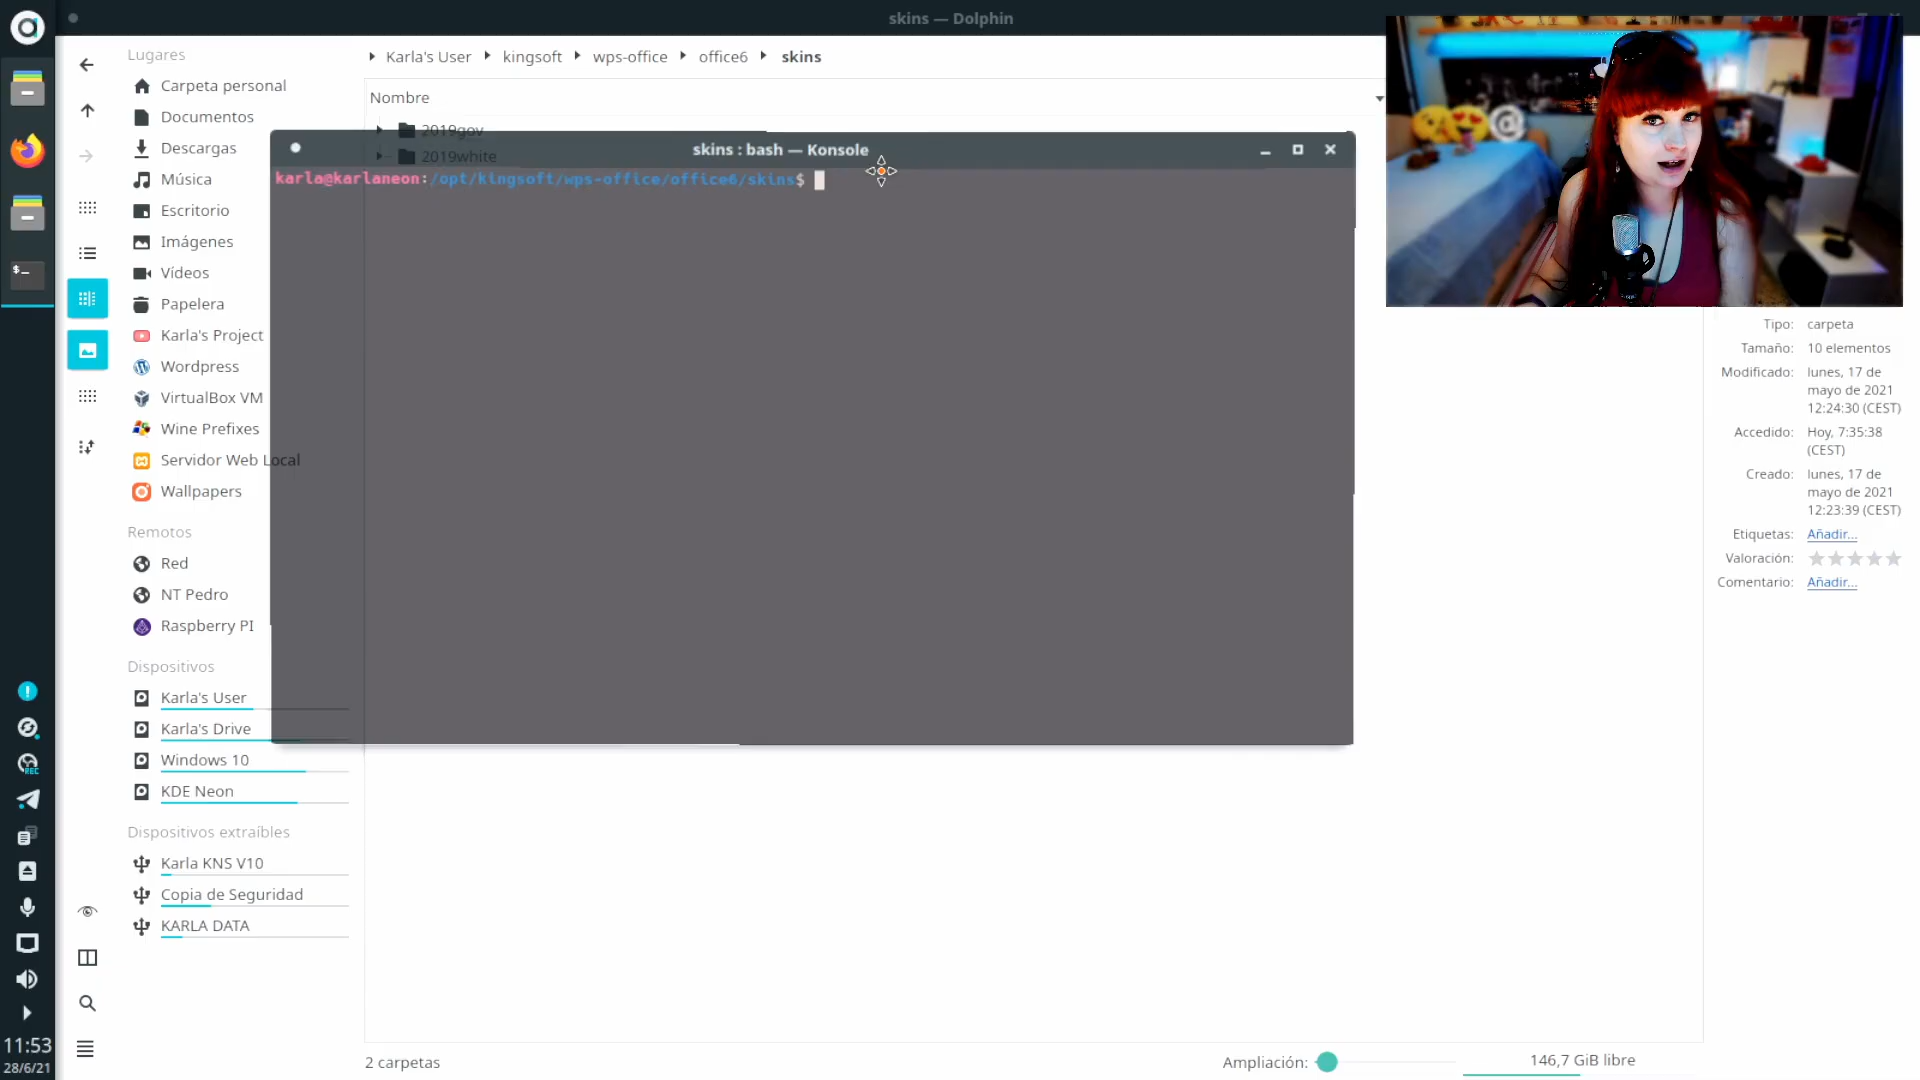 skins — Dolphin
Lugares
Carpeta personal
Documentos
Descargas
Música
Escritorio
Imágenes
Vídeos
Papelera
Karla's Project
Wordpress
VirtualBox VM
Wine Prefixes
Servidor Web Local
Wallpapers
Remotos
Red
NT Pedro
Raspberry PI
Dispositivos
Karla's User
Karla's Drive
Windows 10
KDE Neon
Dispositivos extraíbles
Karla KNS V10
Copia de Seguridad
KARLA DATA
Karla's User kingsoft wps-office office6 skins
Nombre
2019gov
2019white
skins : bash — Konsole
karla@karlaneon:/opt/kingsoft/wps-office/office6/skins$
@
Tipo: carpeta
Tamaño: 10 elementos
Modificado: lunes, 17 de
mayo de 2021
12:24:30 (CEST)
Accedido: Hoy, 7:35:38
(CEST)
Creado: lunes, 17 de
mayo de 2021
12:23:39 (CEST)
Etiquetas: Añadir...
Valoración:
Comentario: Añadir...
2 carpetas
Ampliación:
146,7 GiB libre
$
REC
11:53
28/6/21